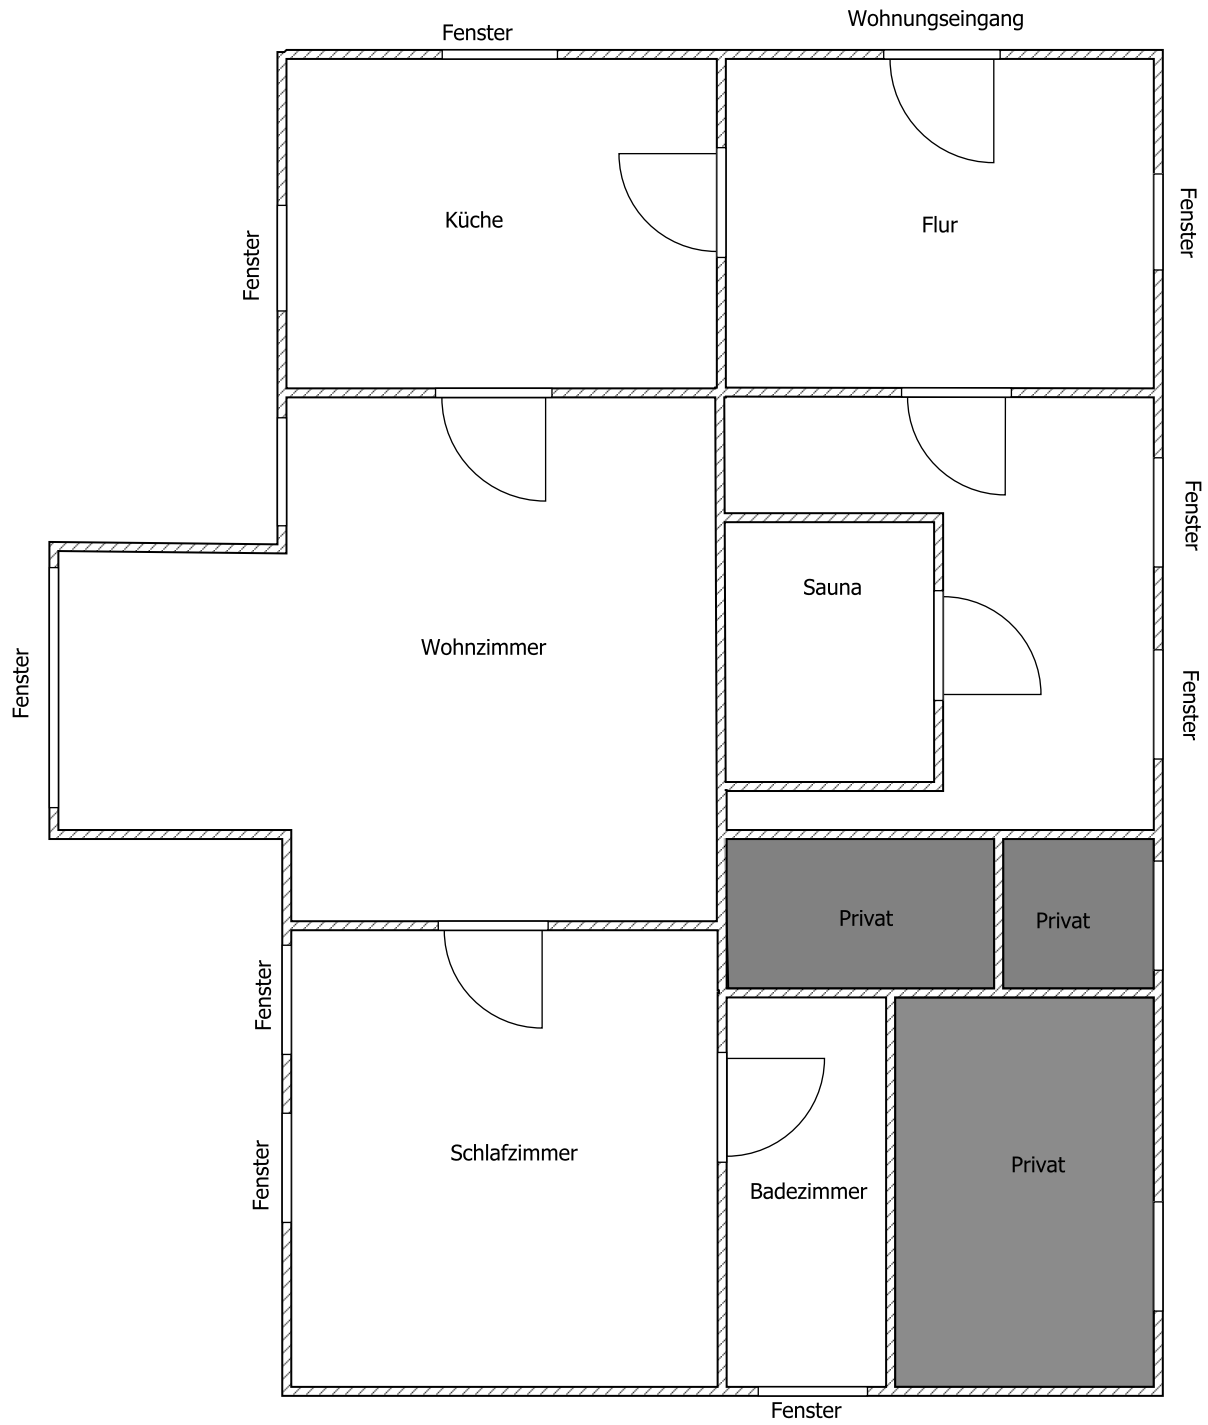 Wohnungseingang
Fenster
Fenster
Küche
Flur
Fenster
Fenster
Sauna
Wohnzimmer
Fenster
Fenster
Privat
Privat
Fenster
Schlafzimmer
Fenster
Privat
Badezimmer
Fenster